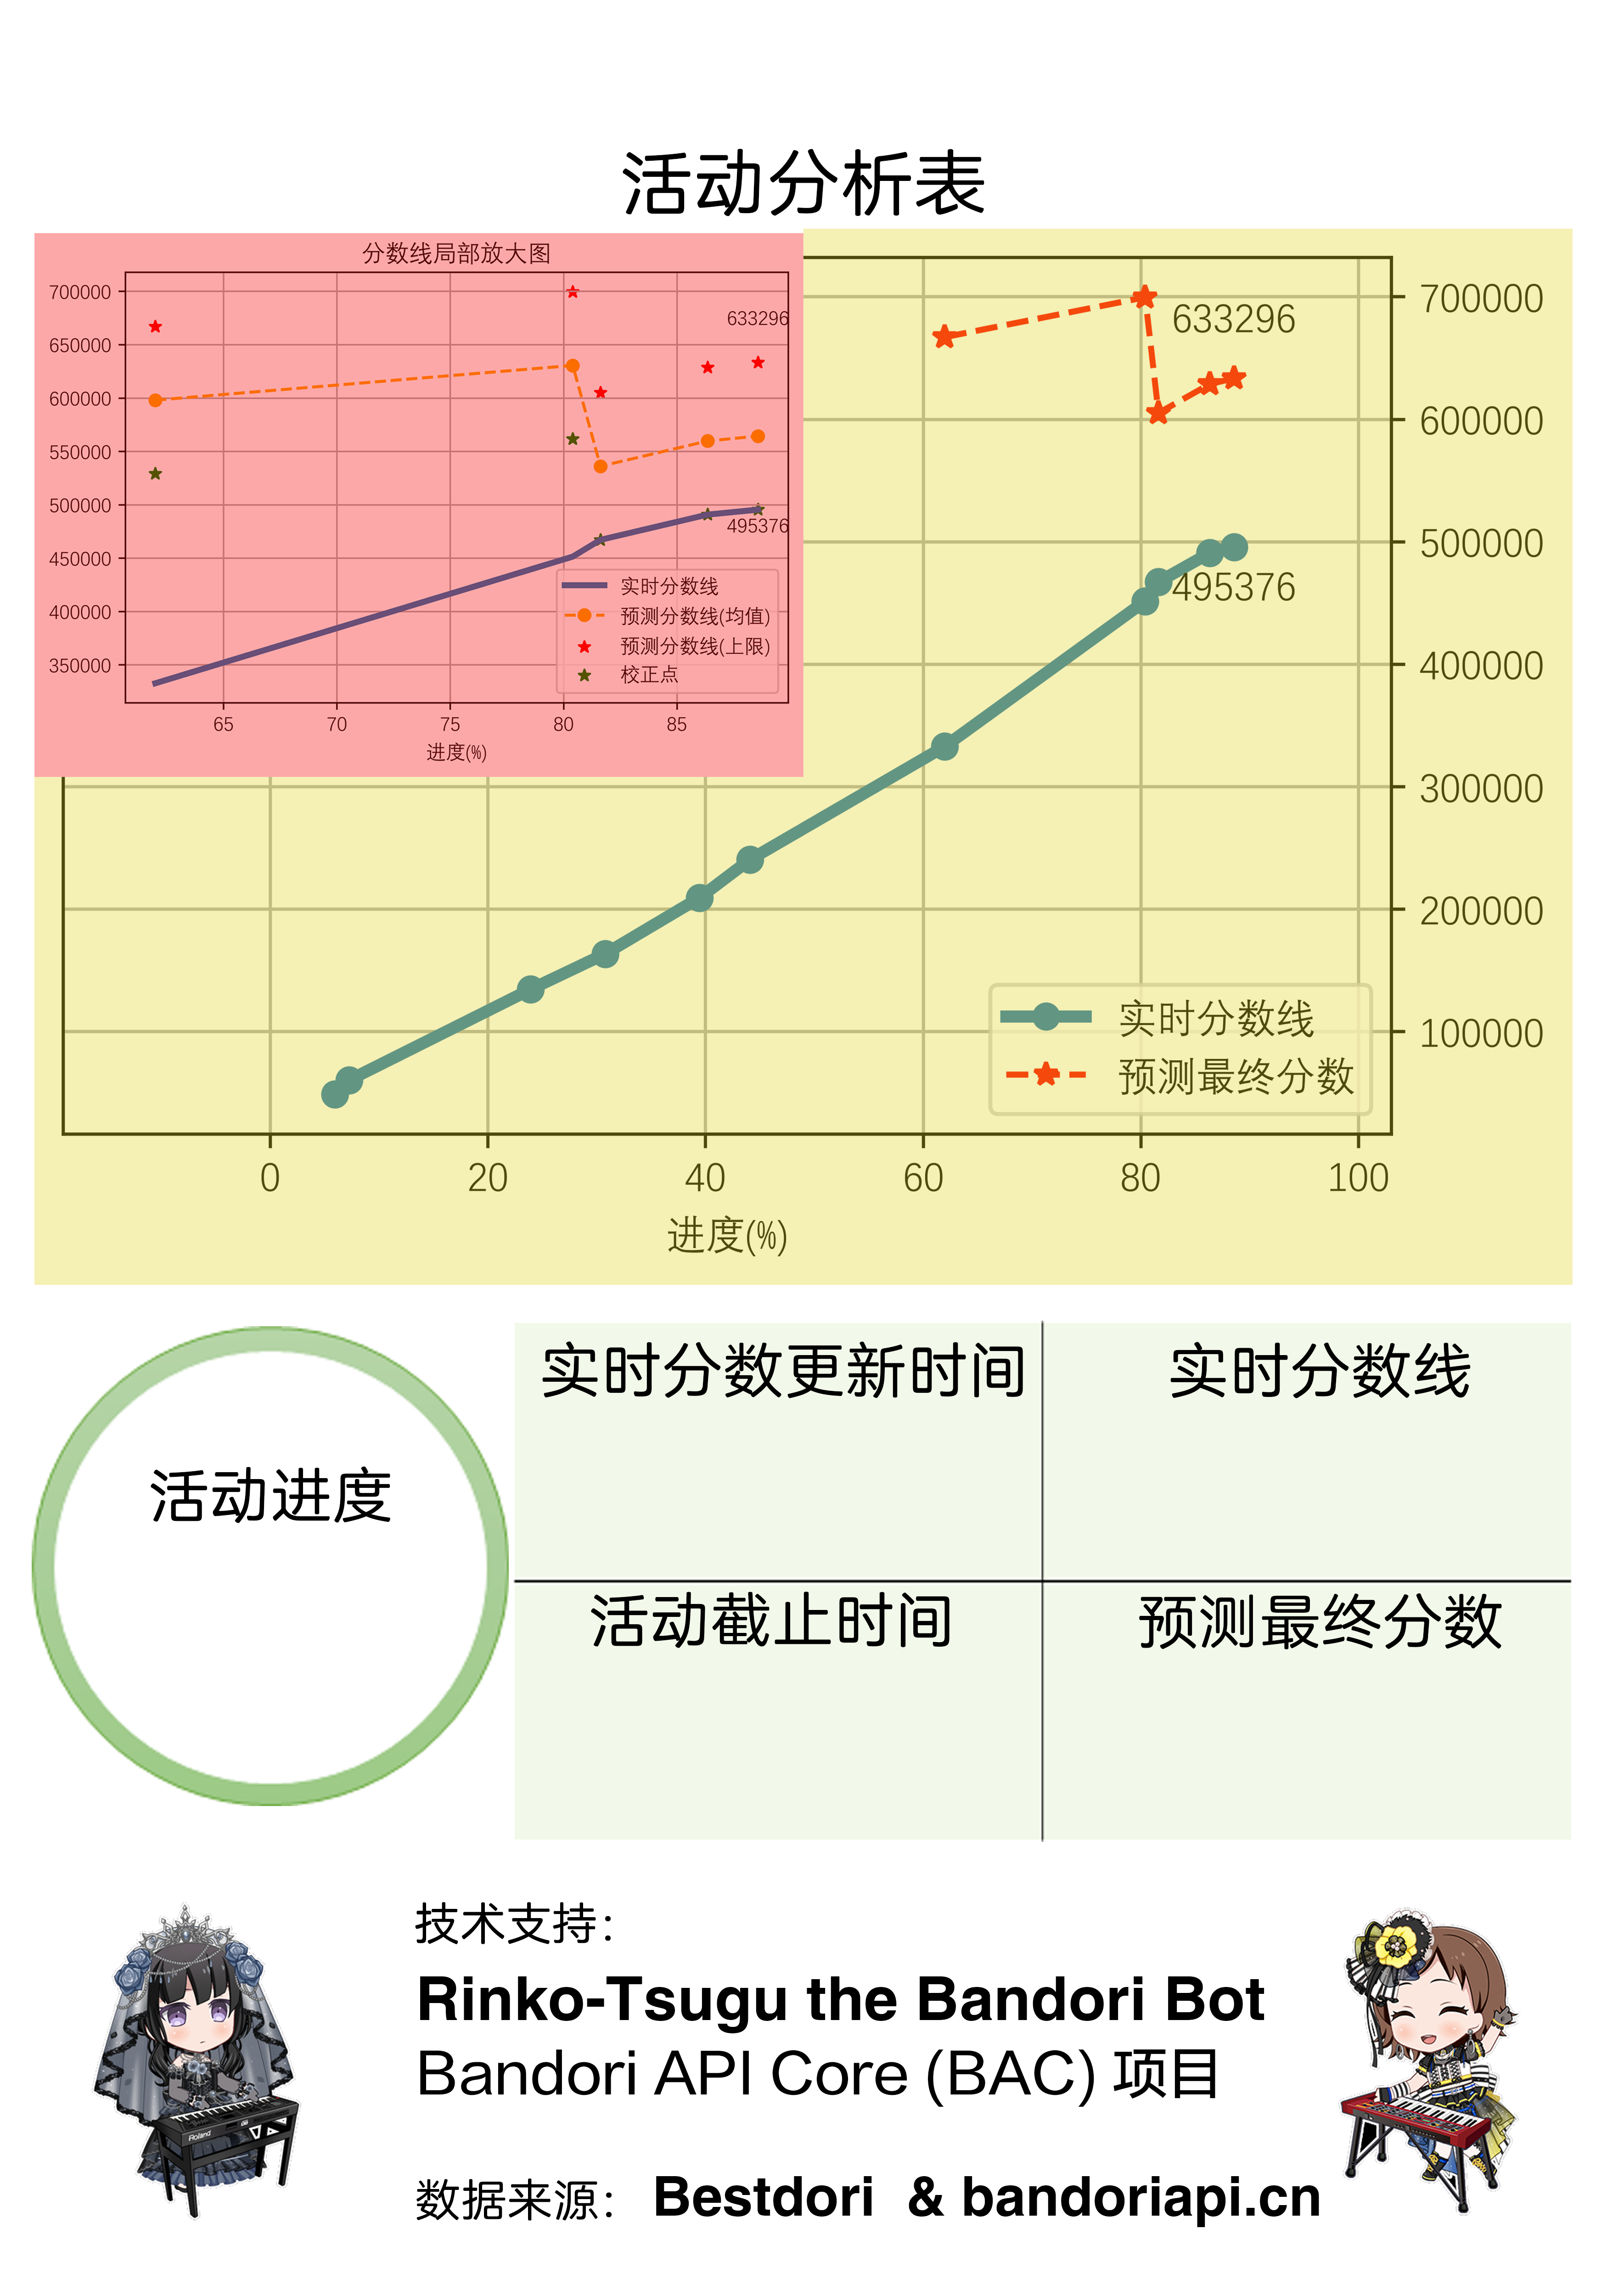 活动分析表
分数线局部放大图
700000
650000
600000
550000
500000
450000
400000
350000
633296
495376
实时分数线
预测分数线(均值)
预测分数线(上限)
校正点
65 70 75 80 85
进度(%)
700000
600000
500000
400000
300000
200000
100000
633296
495376
实时分数线
预测最终分数
0 20 40 60 80 100
进度(%)
活动进度
实时分数更新时间
实时分数线
活动截止时间
预测最终分数
技术支持：
Rinko-Tsugu the Bandori Bot
Bandori API Core (BAC) 项目
数据来源： Bestdori & bandoriapi.cn
Roland